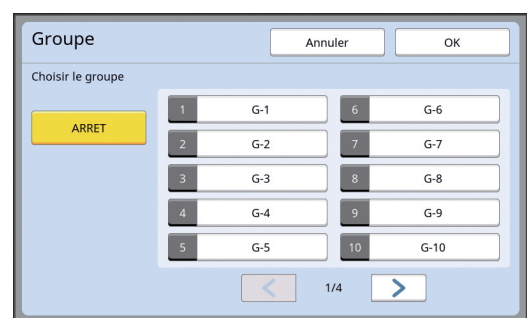 Groupe
Annuler
OK
Choisir le groupe
ARRET
1 G-1
2 G-2
3 G-3
4 G-4
5 G-5
6 G-6
7 G-7
8 G-8
9 G-9
10 G-10
1/4